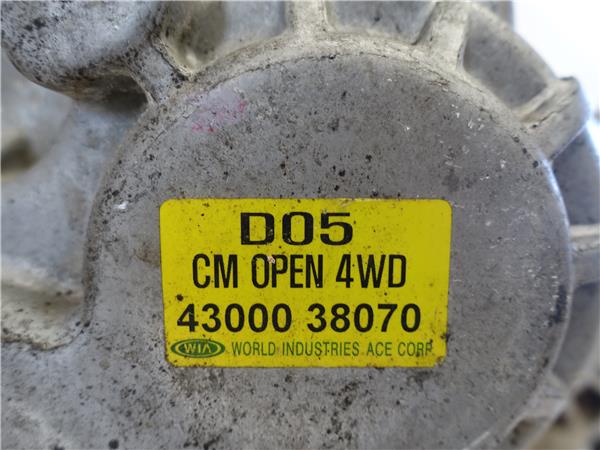 D05
CM OPEN 4WD
43000 38070
WIA WORLD INDUSTRIES ACE CORP